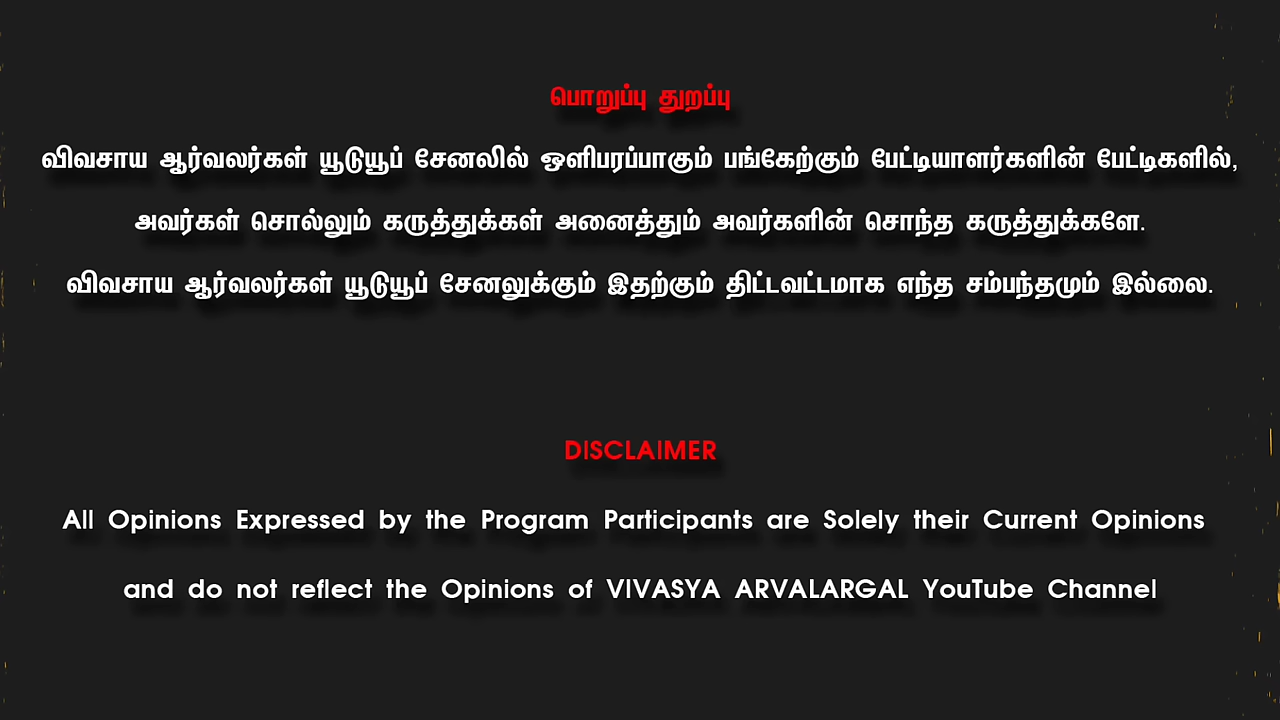 பொறுப்பு துறப்பு
விவசாய ஆர்வலர்கள் யூடுயூப் சேனலில் ஒளிபரப்பாகும் பங்கேற்கும் பேட்டியாளர்களின் பேட்டிகளில்,
அவர்கள் சொல்லும் கருத்துக்கள் அனைத்தும் அவர்களின் சொந்த கருத்துக்களே.
விவசாய ஆர்வலர்கள் யூடுயூப் சேனலுக்கும் இதற்கும் திட்டவட்டமாக எந்த சம்பந்தமும் இல்லை.
DISCLAIMER
All Opinions Expressed by the Program Participants are Solely their Current Opinions
and do not reflect the Opinions of VIVASYA ARVALARGAL YouTube Channel